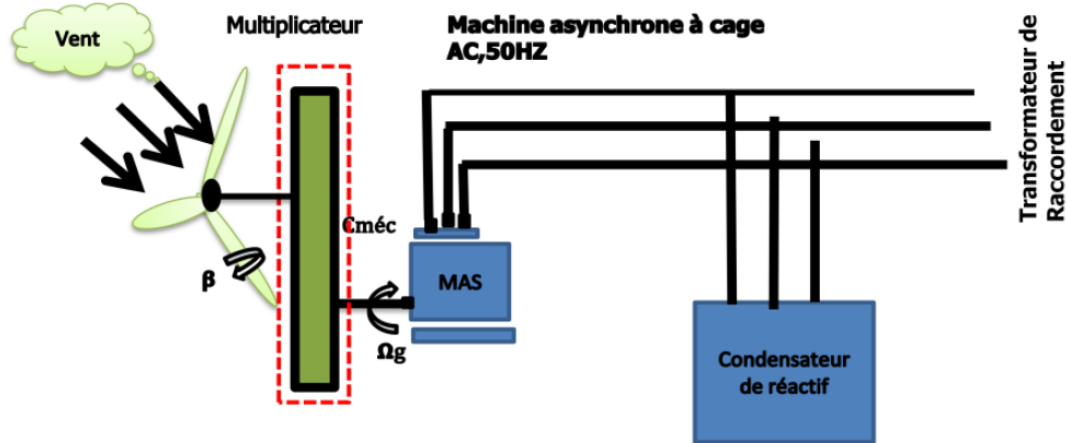 Vent
Multiplicateur
Machine asynchrone à cage
AC,50HZ
Transformateur de
Raccordement
Cméc
β
MAS
Ωg
Condensateur
de réactif